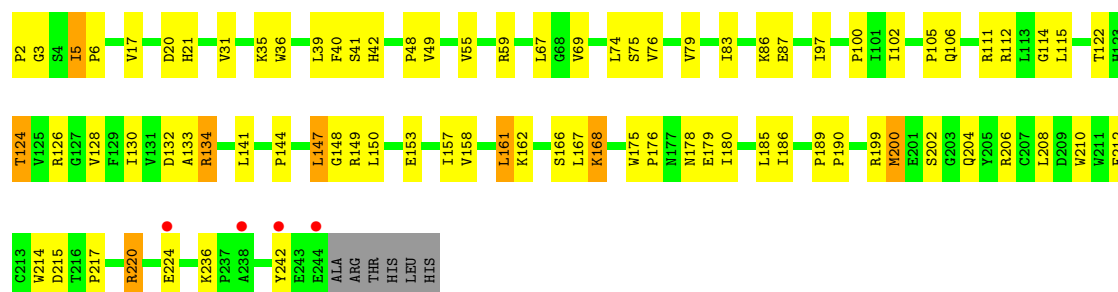 P2 G3 S4 I5 P6 V17 D20 H21 V31 K35 W36 L39 F40 S41 H42 P48 V49 V55 R59 L67 G68 V69 L74 S75 V76 V79 I83 K86 E87 I97 P100 I101 I102 P105 Q106 R111 R112 L113 G114 L115 T122 H123
T124 V125 R126 G127 V128 F129 I130 V131 D132 A133 R134 L141 P144 L147 G148 R149 L150 E153 I157 V158 L161 K162 S166 L167 K168 W175 P176 N177 N178 E179 I180 L185 I186 P189 P190 R199 M200 E201 S202 G203 Q204 Y205 R206 C207 L208 D209 W210 W211
C213 W214 D215 T216 P217 R220 E224 K236 P237 A238 Y242 E243 E244 ALA ARG THR HIS LEU HIS